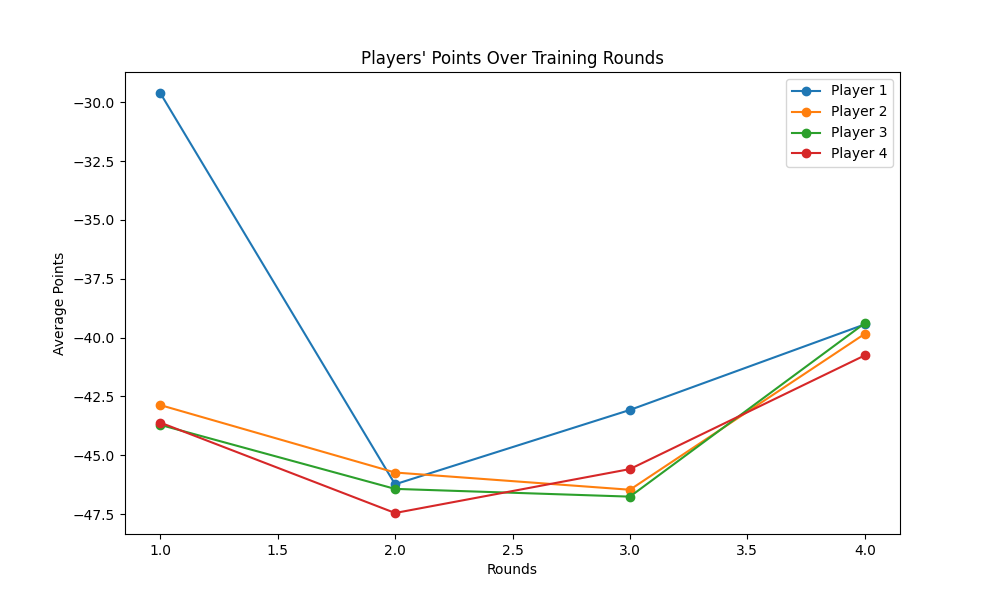 Players' Points Over Training Rounds
Player 1
Player 2
Player 3
Player 4
Average Points
−30.0
−32.5
−35.0
−37.5
−40.0
−42.5
−45.0
−47.5
1.0 1.5 2.0 2.5 3.0 3.5 4.0
Rounds